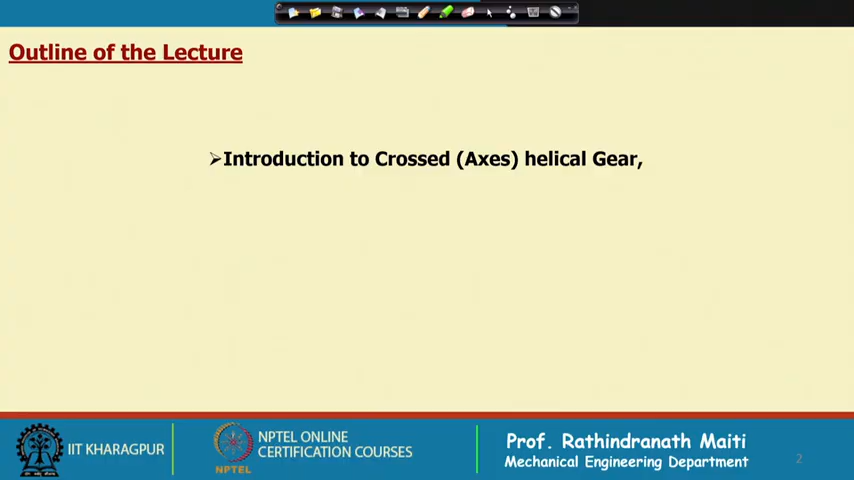 Outline of the Lecture
➢Introduction to Crossed (Axes) helical Gear,
IIT KHARAGPUR
NPTEL
NPTEL ONLINE
CERTIFICATION COURSES
Prof. Rathindranath Maiti
Mechanical Engineering Department
2